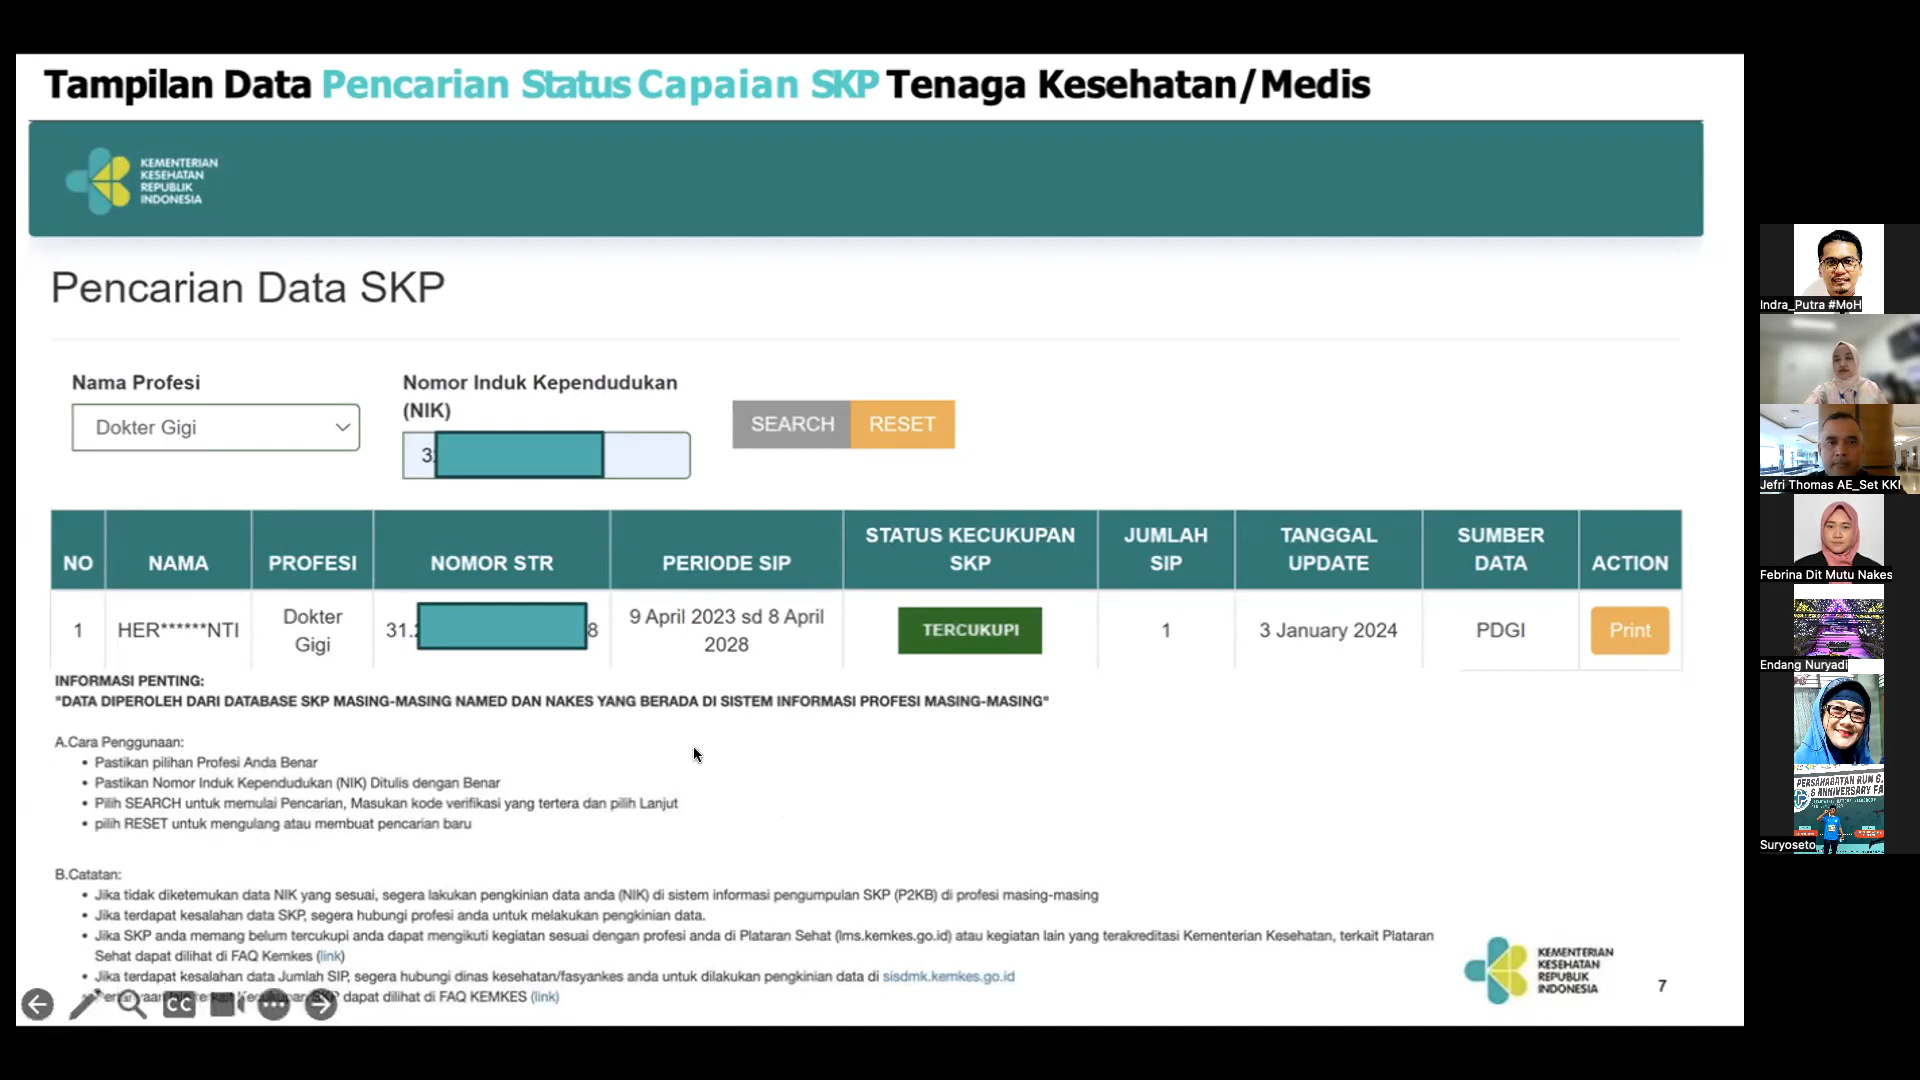 Tampilan Data Pencarian Status Capaian SKP Tenaga Kesehatan/Medis
KEMENTERIAN
KESEHATAN
REPUBLIK
INDONESIA
Pencarian Data SKP
Nama Profesi
Dokter Gigi
Nomor Induk Kependudukan
(NIK)
3
SEARCH
RESET
NO
NAMA
PROFESI
NOMOR STR
PERIODE SIP
STATUS KECUKUPAN
SKP
JUMLAH
SIP
TANGGAL
UPDATE
SUMBER
DATA
ACTION
1
HER******NTI
Dokter
Gigi
31.
8
9 April 2023 sd 8 April
2028
TERCUKUPI
1
3 January 2024
PDGI
Print
INFORMASI PENTING:
"DATA DIPEROLEH DARI DATABASE SKP MASING-MASING NAMED DAN NAKES YANG BERADA DI SISTEM INFORMASI PROFESI MASING-MASING"
A.Cara Penggunaan:
• Pastikan pilihan Profesi Anda Benar
• Pastikan Nomor Induk Kependudukan (NIK) Ditulis dengan Benar
• Pilih SEARCH untuk memulai Pencarian, Masukan kode verifikasi yang tertera dan pilih Lanjut
• pilih RESET untuk mengulang atau membuat pencarian baru
B.Catatan:
• Jika tidak diketemukan data NIK yang sesuai, segera lakukan pengkinian data anda (NIK) di sistem informasi pengumpulan SKP (P2KB) di profesi masing-masing
• Jika terdapat kesalahan data SKP, segera hubungi profesi anda untuk melakukan pengkinian data.
• Jika SKP anda memang belum tercukupi anda dapat mengikuti kegiatan sesuai dengan profesi anda di Plataran Sehat (lms.kemkes.go.id) atau kegiatan lain yang terakreditasi Kementerian Kesehatan, terkait Plataran
Sehat dapat dilihat di FAQ Kemkes (link)
• Jika terdapat kesalahan data Jumlah SIP, segera hubungi dinas kesehatan/fasyankes anda untuk dilakukan pengkinian data di sisdmk.kemkes.go.id
Kecukupan SKP dapat dilihat di FAQ KEMKES (link)
CC
KEMENTERIAN
KESEHATAN
REPUBLIK
INDONESIA
7
Indra_Putra #MoH
Jefri Thomas AE_Set KKI
Febrina Dit Mutu Nakes
Endang Nuryadi
PERSAHABATAN RUN 6.
& ANNIVERSARY FA
Suryoseto